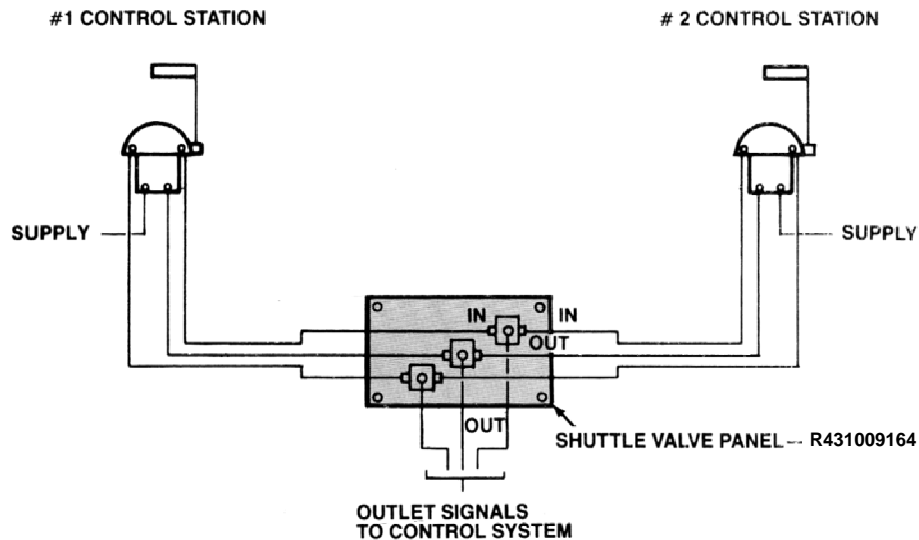 #1 CONTROL STATION
# 2 CONTROL STATION
SUPPLY
SUPPLY
IN
IN
OUT
OUT
SHUTTLE VALVE PANEL – R431009164
OUTLET SIGNALS
TO CONTROL SYSTEM